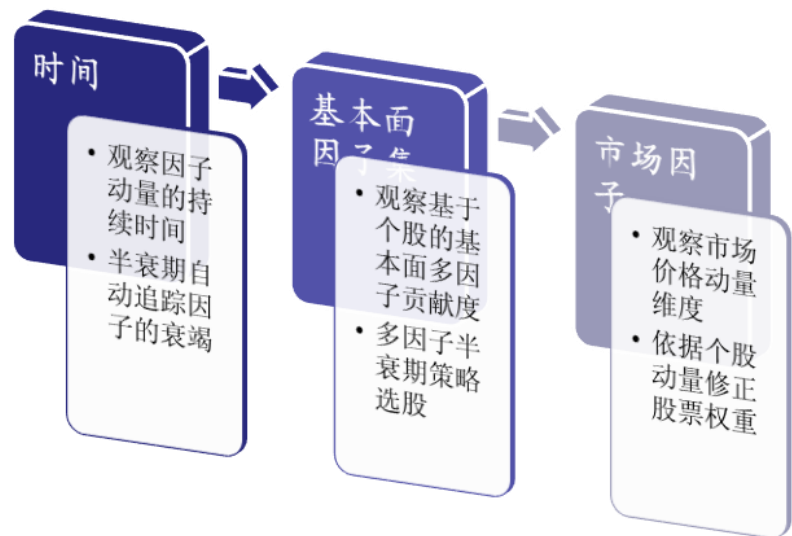 时间
• 观察因子
动量的持
续时间
• 半衰期自
动追踪因
子的衰竭
基本面
因子集
• 观察基于
个股的基
本面多因
子贡献度
• 多因子半
衰期策略
选股
市场因
子
• 观察市场
价格动量
维度
• 依据个股
动量修正
股票权重